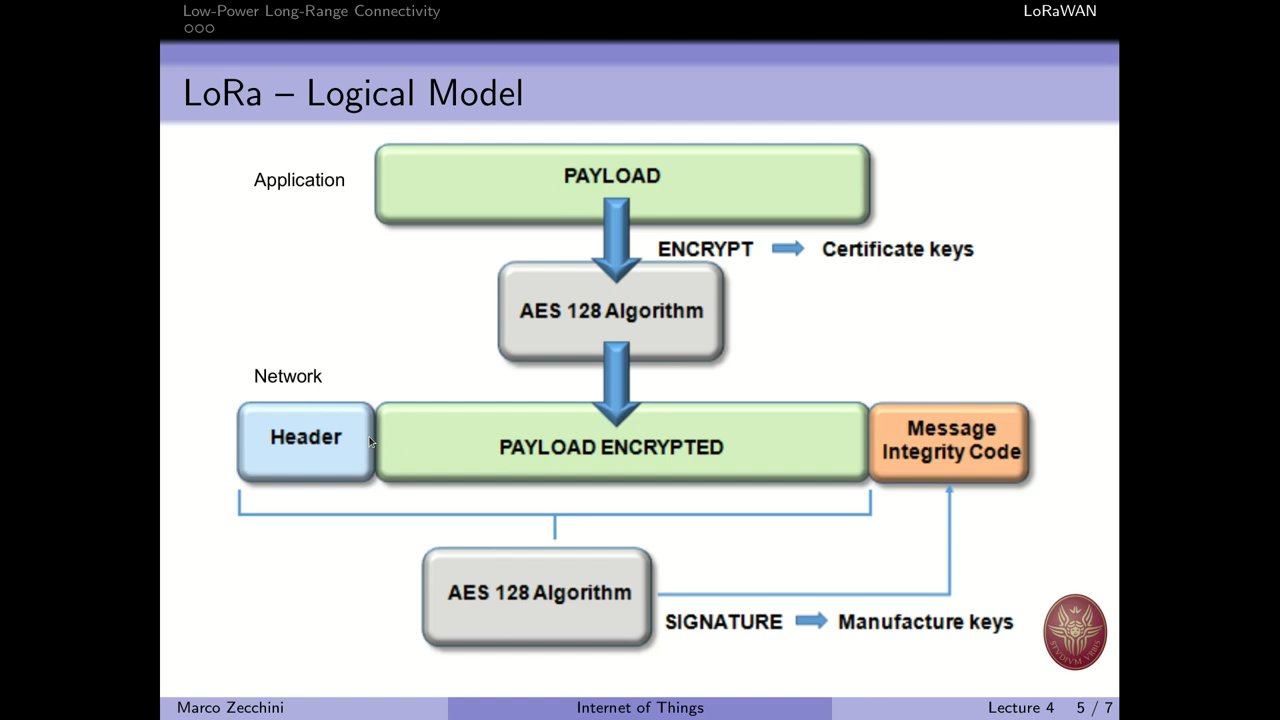 Low-Power Long-Range Connectivity
LoRaWAN
LoRa – Logical Model
Application
PAYLOAD
ENCRYPT
Certificate keys
AES 128 Algorithm
Network
Header
PAYLOAD ENCRYPTED
Message
Integrity Code
AES 128 Algorithm
SIGNATURE
Manufacture keys
STVDIVM VRBIS
Marco Zecchini
Internet of Things
Lecture 4
5 / 7